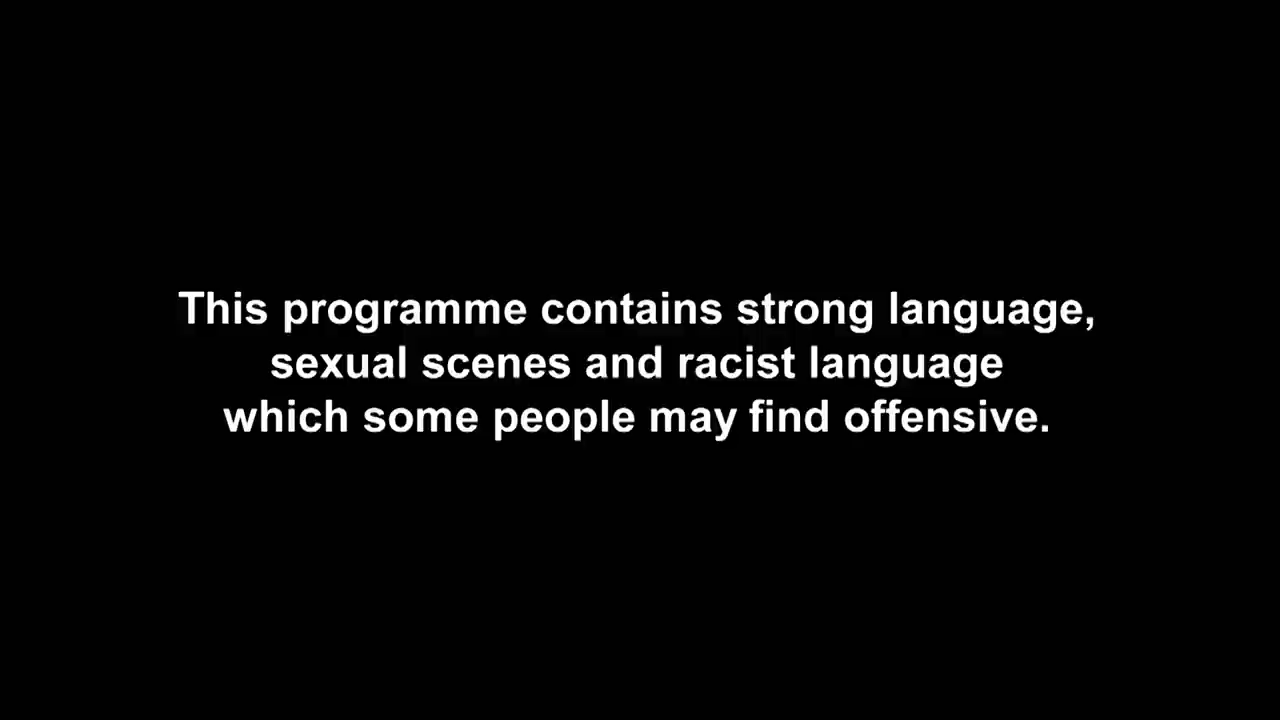 This programme contains strong language,
sexual scenes and racist language
which some people may find offensive.